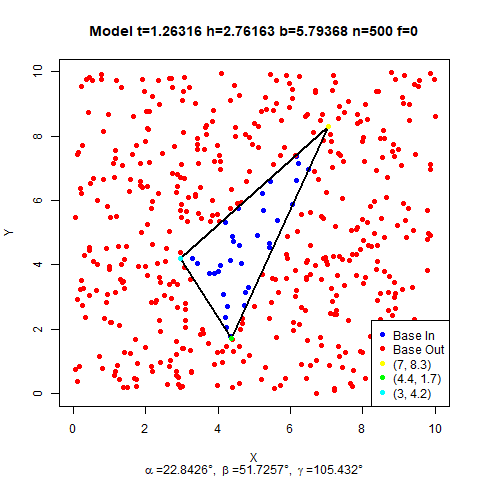 Model t=1.26316 h=2.76163 b=5.79368 n=500 f=0
10
8
6
4
2
0
Y
Base In
Base Out
(7, 8.3)
(4.4, 1.7)
(3, 4.2)
0 2 4 6 8 10
X
α=22.8426°, β=51.7257°, γ=105.432°